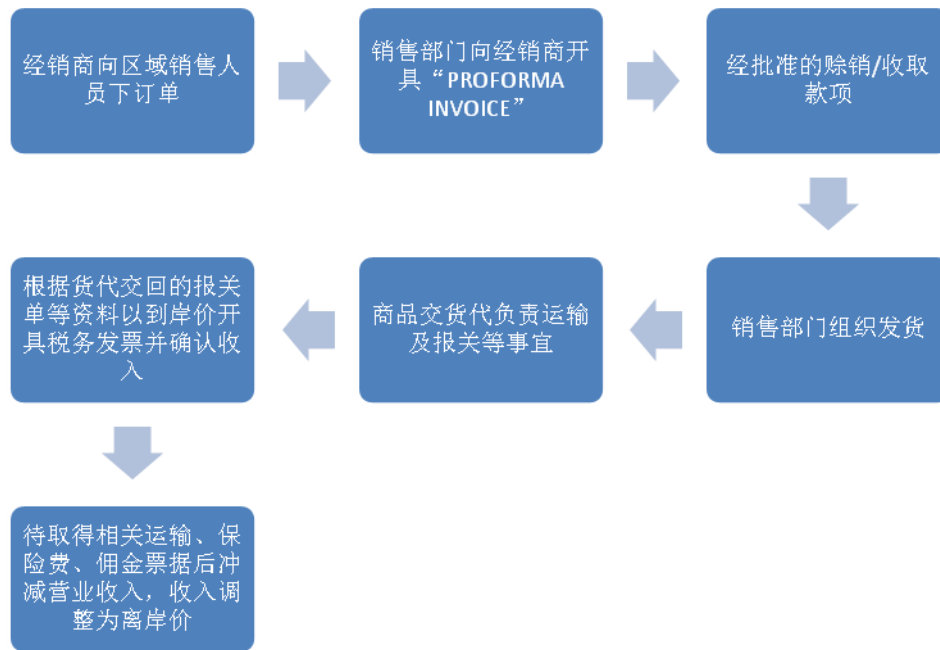 经销商向区域销售人
员下订单
销售部门向经销商开
具“PROFORMA
INVOICE”
经批准的赊销/收取
款项
销售部门组织发货
商品交货代负责运输
及报关等事宜
根据货代交回的报关
单等资料以到岸价开
具税务发票并确认收
入
待取得相关运输、保
险费、佣金票据后冲
减营业收入，收入调
整为离岸价